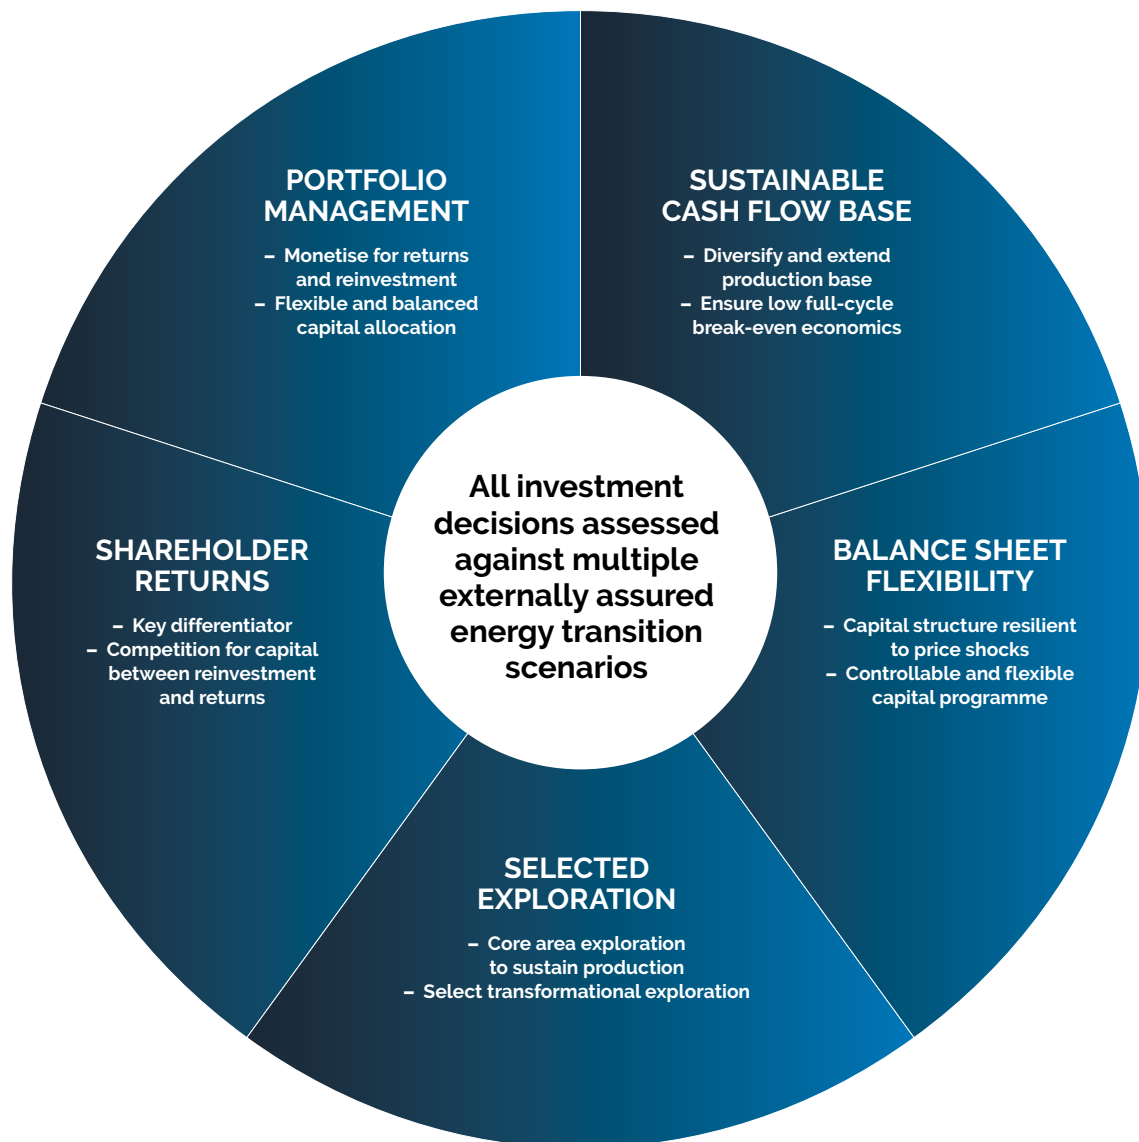 PORTFOLIO
MANAGEMENT
– Monetise for returns
and reinvestment
– Flexible and balanced
capital allocation
SUSTAINABLE
CASH FLOW BASE
– Diversify and extend
production base
– Ensure low full-cycle
break-even economics
All investment
decisions assessed
against multiple
externally assured
energy transition
scenarios
SHAREHOLDER
RETURNS
– Key differentiator
– Competition for capital
between reinvestment
and returns
BALANCE SHEET
FLEXIBILITY
– Capital structure resilient
to price shocks
– Controllable and flexible
capital programme
SELECTED
EXPLORATION
– Core area exploration
to sustain production
– Select transformational exploration